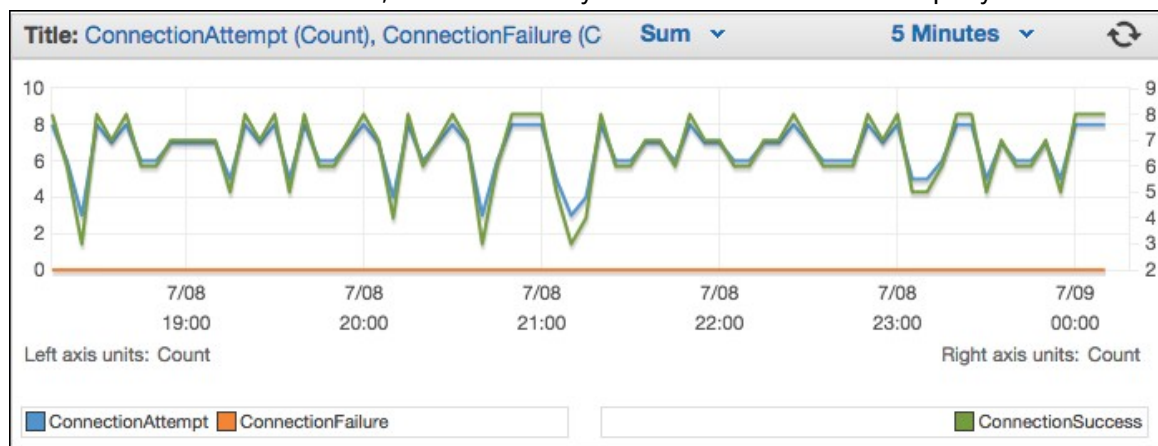 Title: ConnectionAttempt (Count), ConnectionFailure (C Sum 5 Minutes
10 9
8 8
7
6 6
4 5
4
2 3
0 2
7/08 7/08 7/08 7/08 7/08 7/09
19:00 20:00 21:00 22:00 23:00 00:00
Left axis units: Count Right axis units: Count
ConnectionAttempt ConnectionFailure ConnectionSuccess